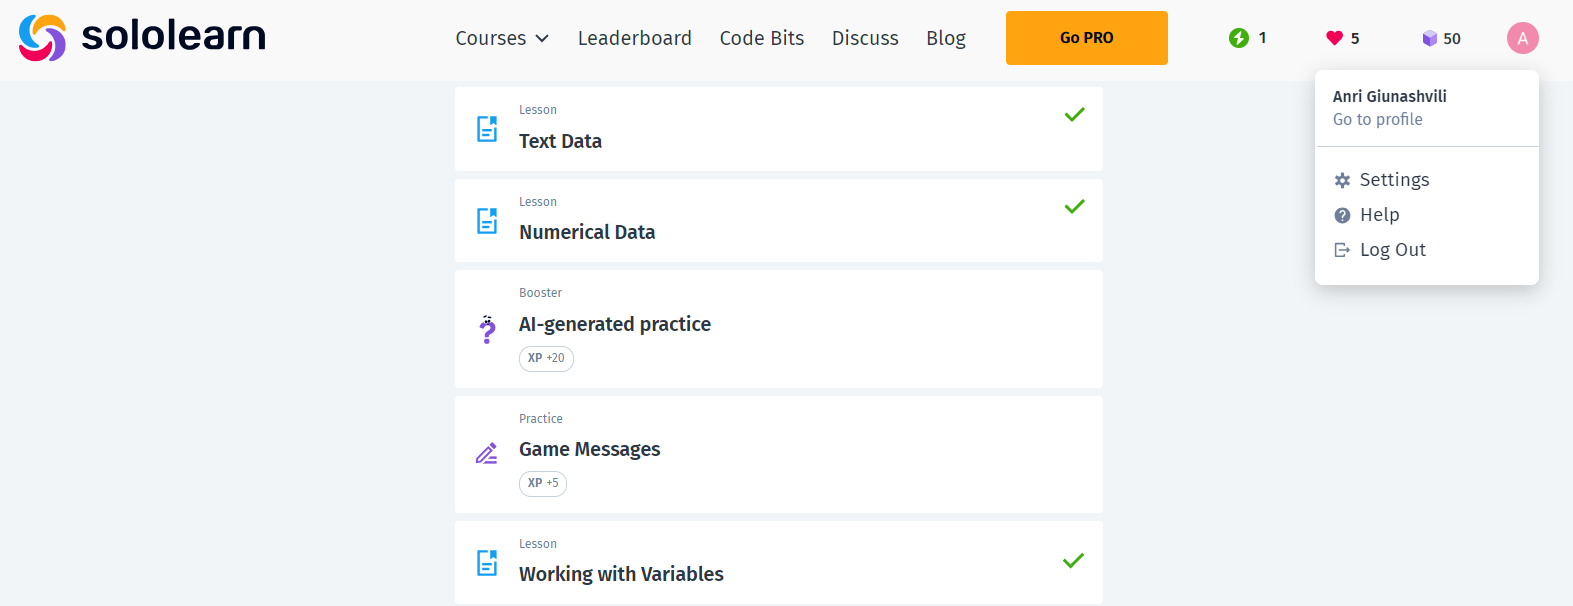 sololearn
Courses Leaderboard Code Bits Discuss Blog Go PRO 1 5 50 A
Anri Giunashvili
Go to profile
Settings
Help
Log Out
Lesson
Text Data
Lesson
Numerical Data
Booster
AI-generated practice
XP +20
Practice
Game Messages
XP +5
Lesson
Working with Variables